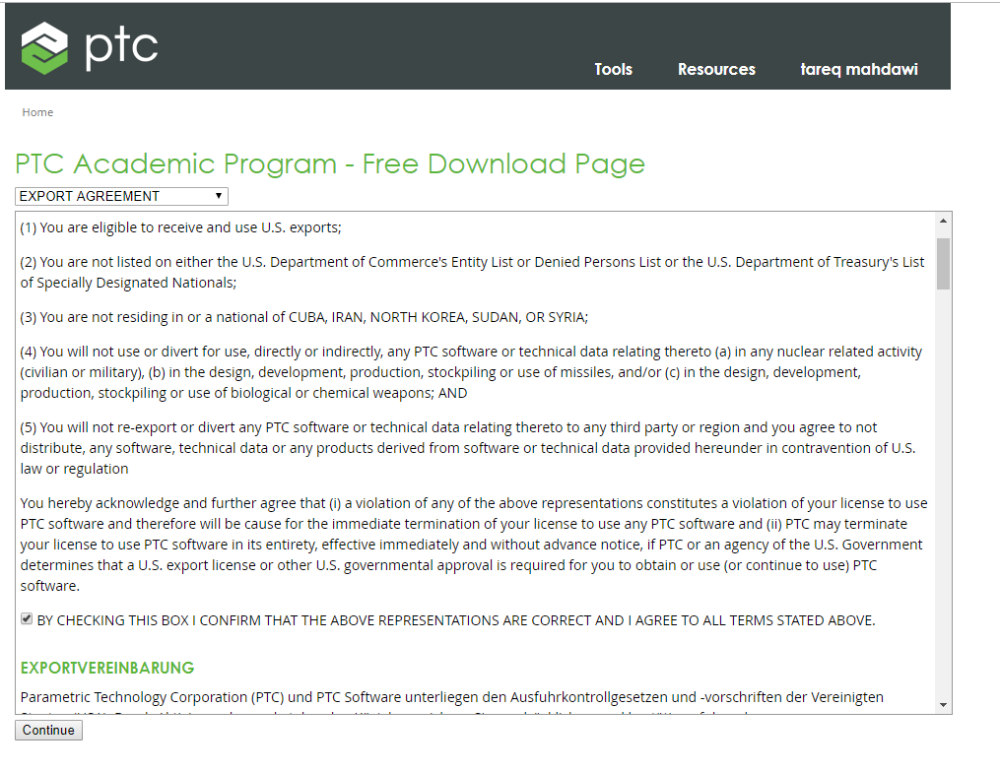 ptc
Tools Resources tareq mahdawi
Home
PTC Academic Program - Free Download Page
EXPORT AGREEMENT
(1) You are eligible to receive and use U.S. exports;
(2) You are not listed on either the U.S. Department of Commerce's Entity List or Denied Persons List or the U.S. Department of Treasury's List
of Specially Designated Nationals;
(3) You are not residing in or a national of CUBA, IRAN, NORTH KOREA, SUDAN, OR SYRIA;
(4) You will not use or divert for use, directly or indirectly, any PTC software or technical data relating thereto (a) in any nuclear related activity
(civilian or military), (b) in the design, development, production, stockpiling or use of missiles, and/or (c) in the design, development,
production, stockpiling or use of biological or chemical weapons; AND
(5) You will not re-export or divert any PTC software or technical data relating thereto to any third party or region and you agree to not
distribute, any software, technical data or any products derived from software or technical data provided hereunder in contravention of U.S.
law or regulation
You hereby acknowledge and further agree that (i) a violation of any of the above representations constitutes a violation of your license to use
PTC software and therefore will be cause for the immediate termination of your license to use any PTC software and (ii) PTC may terminate
your license to use PTC software in its entirety, effective immediately and without advance notice, if PTC or an agency of the U.S. Government
determines that a U.S. export license or other U.S. governmental approval is required for you to obtain or use (or continue to use) PTC
software.
BY CHECKING THIS BOX I CONFIRM THAT THE ABOVE REPRESENTATIONS ARE CORRECT AND I AGREE TO ALL TERMS STATED ABOVE.
EXPORTVEREINBARUNG
Parametric Technology Corporation (PTC) und PTC Software unterliegen den Ausfuhrkontrollgesetzen und -vorschriften der Vereinigten
Continue